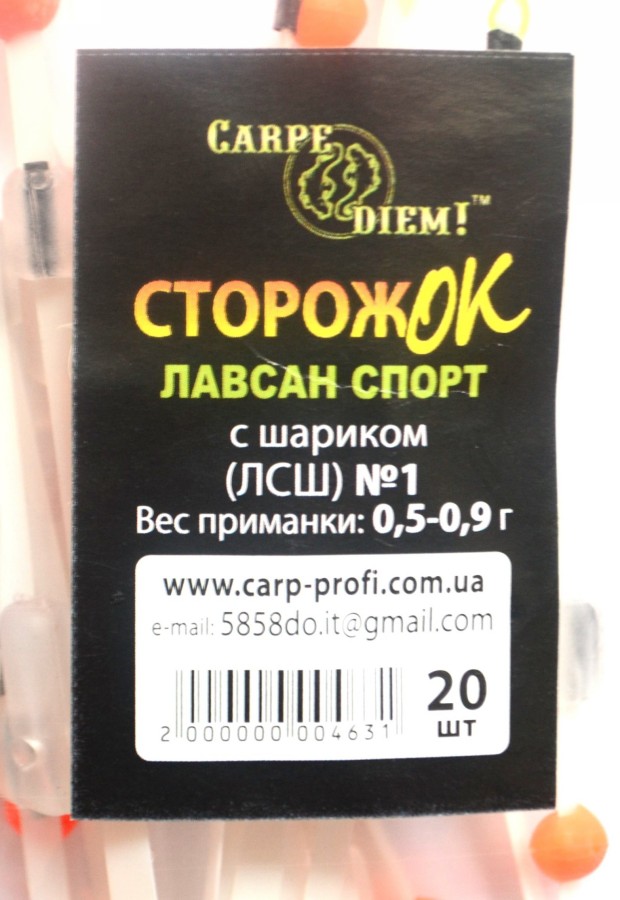 CARPE
DIEM!™
СТОРОЖОК
ЛАВСАН СПОРТ
с шариком
(ЛСШ) №1
Вес приманки: 0,5-0,9 г
www.carp-profi.com.ua
e-mail: 5858do.it@gmail.com
2 000000 004631
20
шт